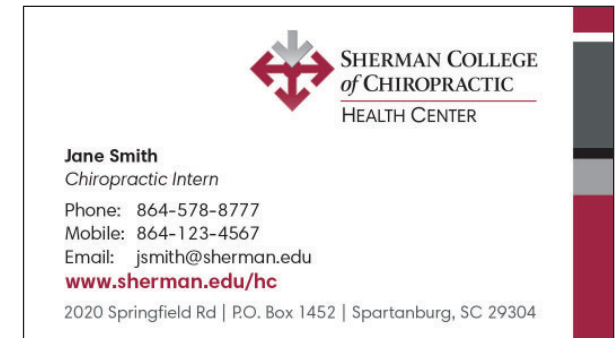 SHERMAN COLLEGE
of CHIROPRACTIC
HEALTH CENTER
Jane Smith
Chiropractic Intern
Phone: 864-578-8777
Mobile: 864-123-4567
Email: jsmith@sherman.edu
www.sherman.edu/hc
2020 Springfield Rd | P.O. Box 1452 | Spartanburg, SC 29304